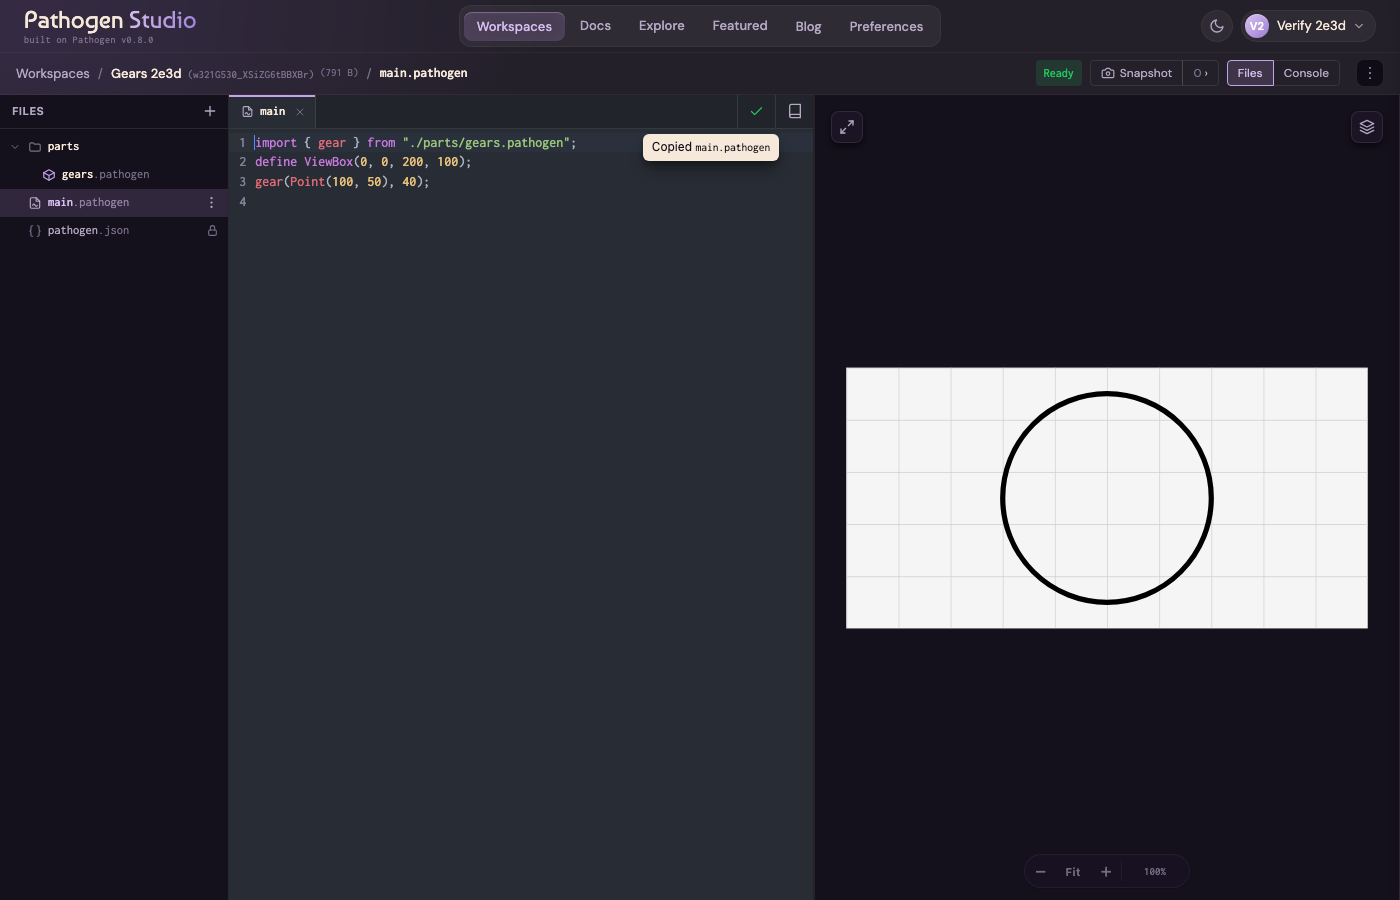 Pathogen Studio
built on Pathogen v0.8.0
Workspaces
Docs
Explore
Featured
Blog
Preferences
V2
Verify 2e3d
Workspaces / Gears 2e3d (w321G530_XSiZG6tBBXBr) (791 B) / main.pathogen
Ready
Snapshot
0 ›
Files
Console
FILES
main
parts
gears.pathogen
main.pathogen
{ } pathogen.json
1 import { gear } from "./parts/gears.pathogen";
2 define ViewBox(0, 0, 200, 100);
3 gear(Point(100, 50), 40);
4
Copied main.pathogen
Fit
100%